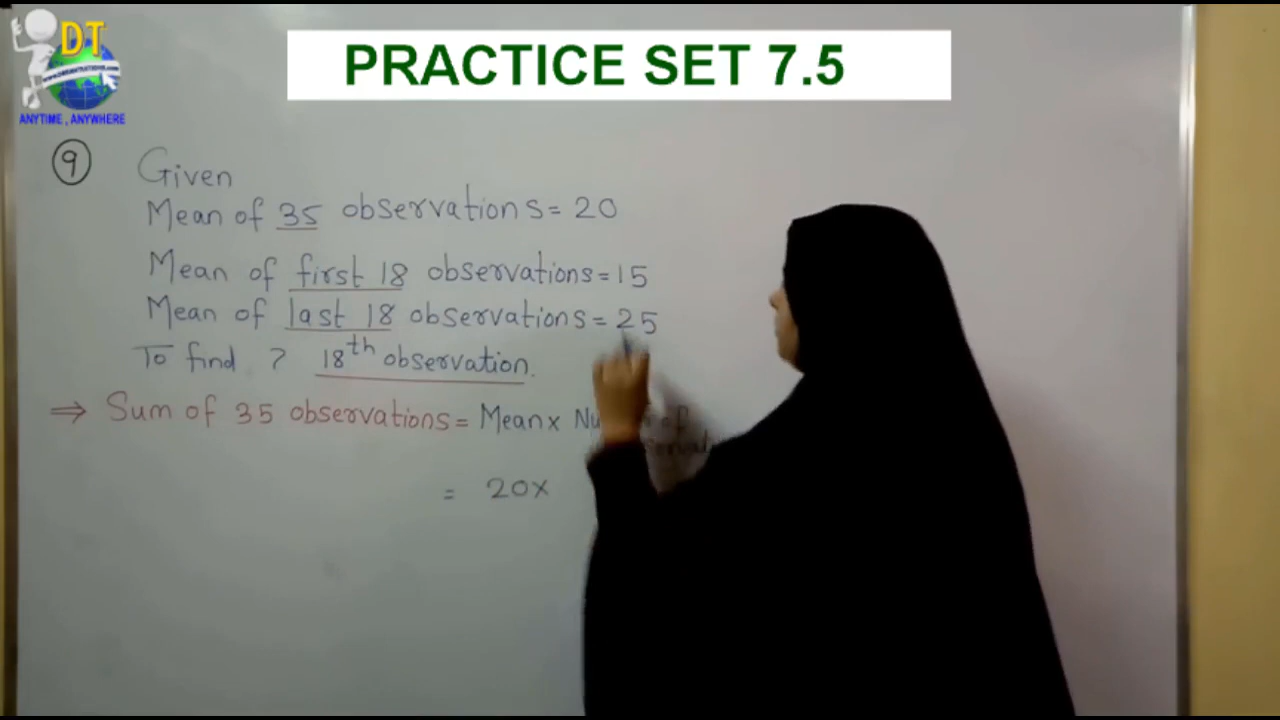 DT
ANYTIME , ANYWHERE
PRACTICE SET 7.5
9 Given
Mean of 35 observations = 20
Mean of first 18 observations = 15
Mean of last 18 observations = 25
To find ? 18th observation.
⇒ Sum of 35 observations = Mean x of
= 20x